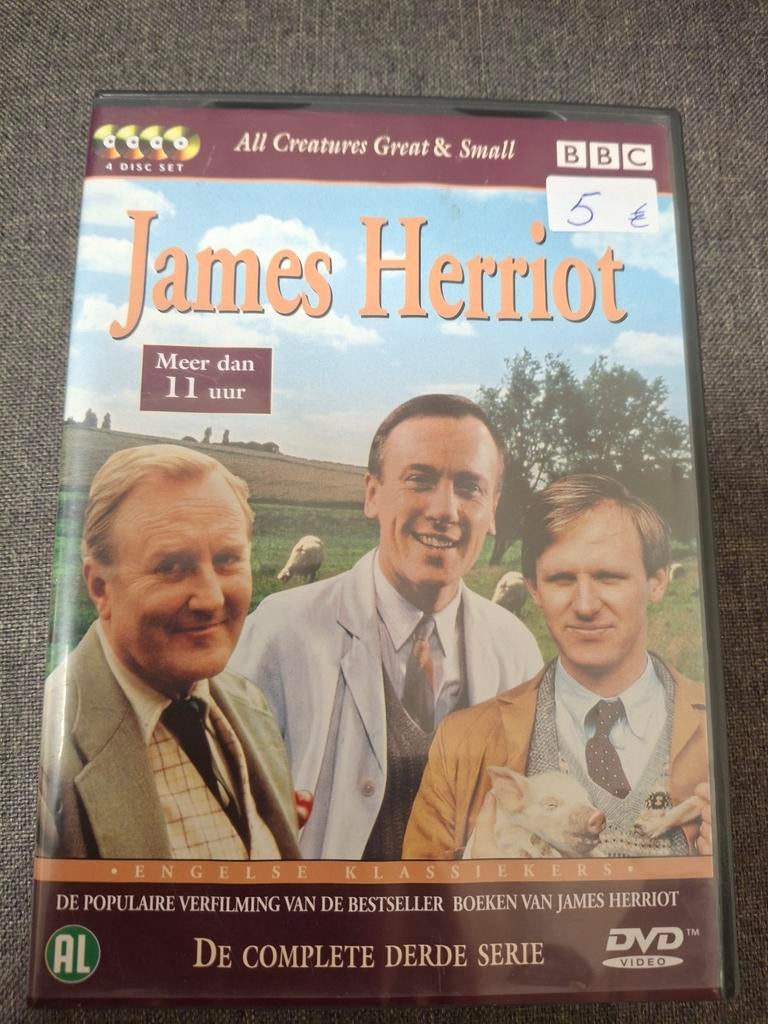 4 DISC SET
All Creatures Great & Small
BBC
5 €
James Herriot
Meer dan
11 uur
• ENGELSE KLASSIEKERS •
DE POPULAIRE VERFILMING VAN DE BESTSELLER BOEKEN VAN JAMES HERRIOT
AL
DE COMPLETE DERDE SERIE
DVD™
VIDEO